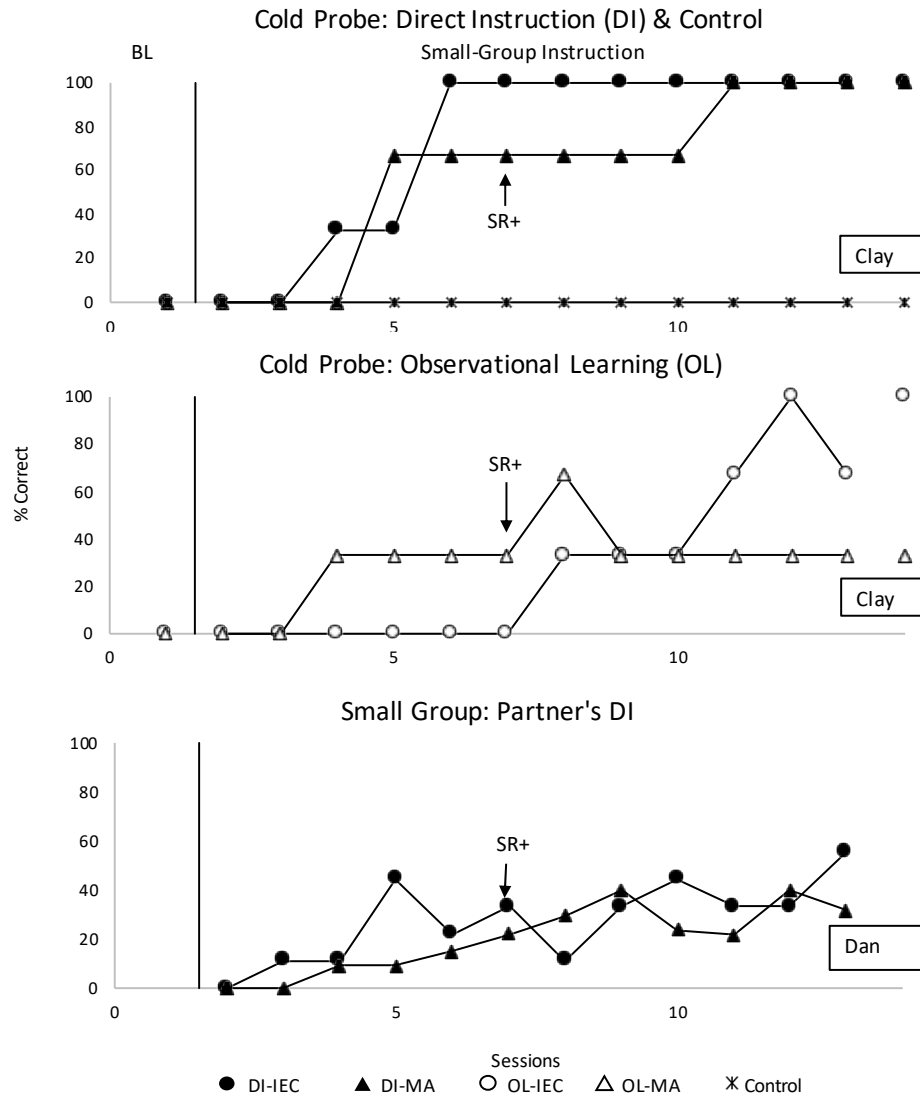 Cold Probe: Direct Instruction (DI) & Control
BL Small-Group Instruction
100
80
60
40
20
0
SR+
Clay
0 5 10
Cold Probe: Observational Learning (OL)
% Correct
100
80
60
40
20
0
SR+
Clay
0 5 10
Small Group: Partner's DI
100
80
60
40
20
0
SR+
Dan
0 5 10
Sessions
DI-IEC DI-MA OL-IEC OL-MA Control